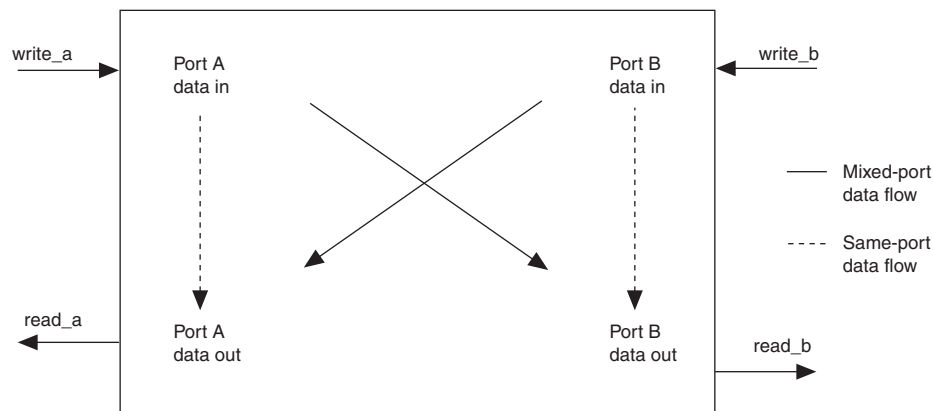 write_a
Port A
data in
Port B
data in
write_b
Mixed-port
data flow
Same-port
data flow
read_a
Port A
data out
Port B
data out
read_b